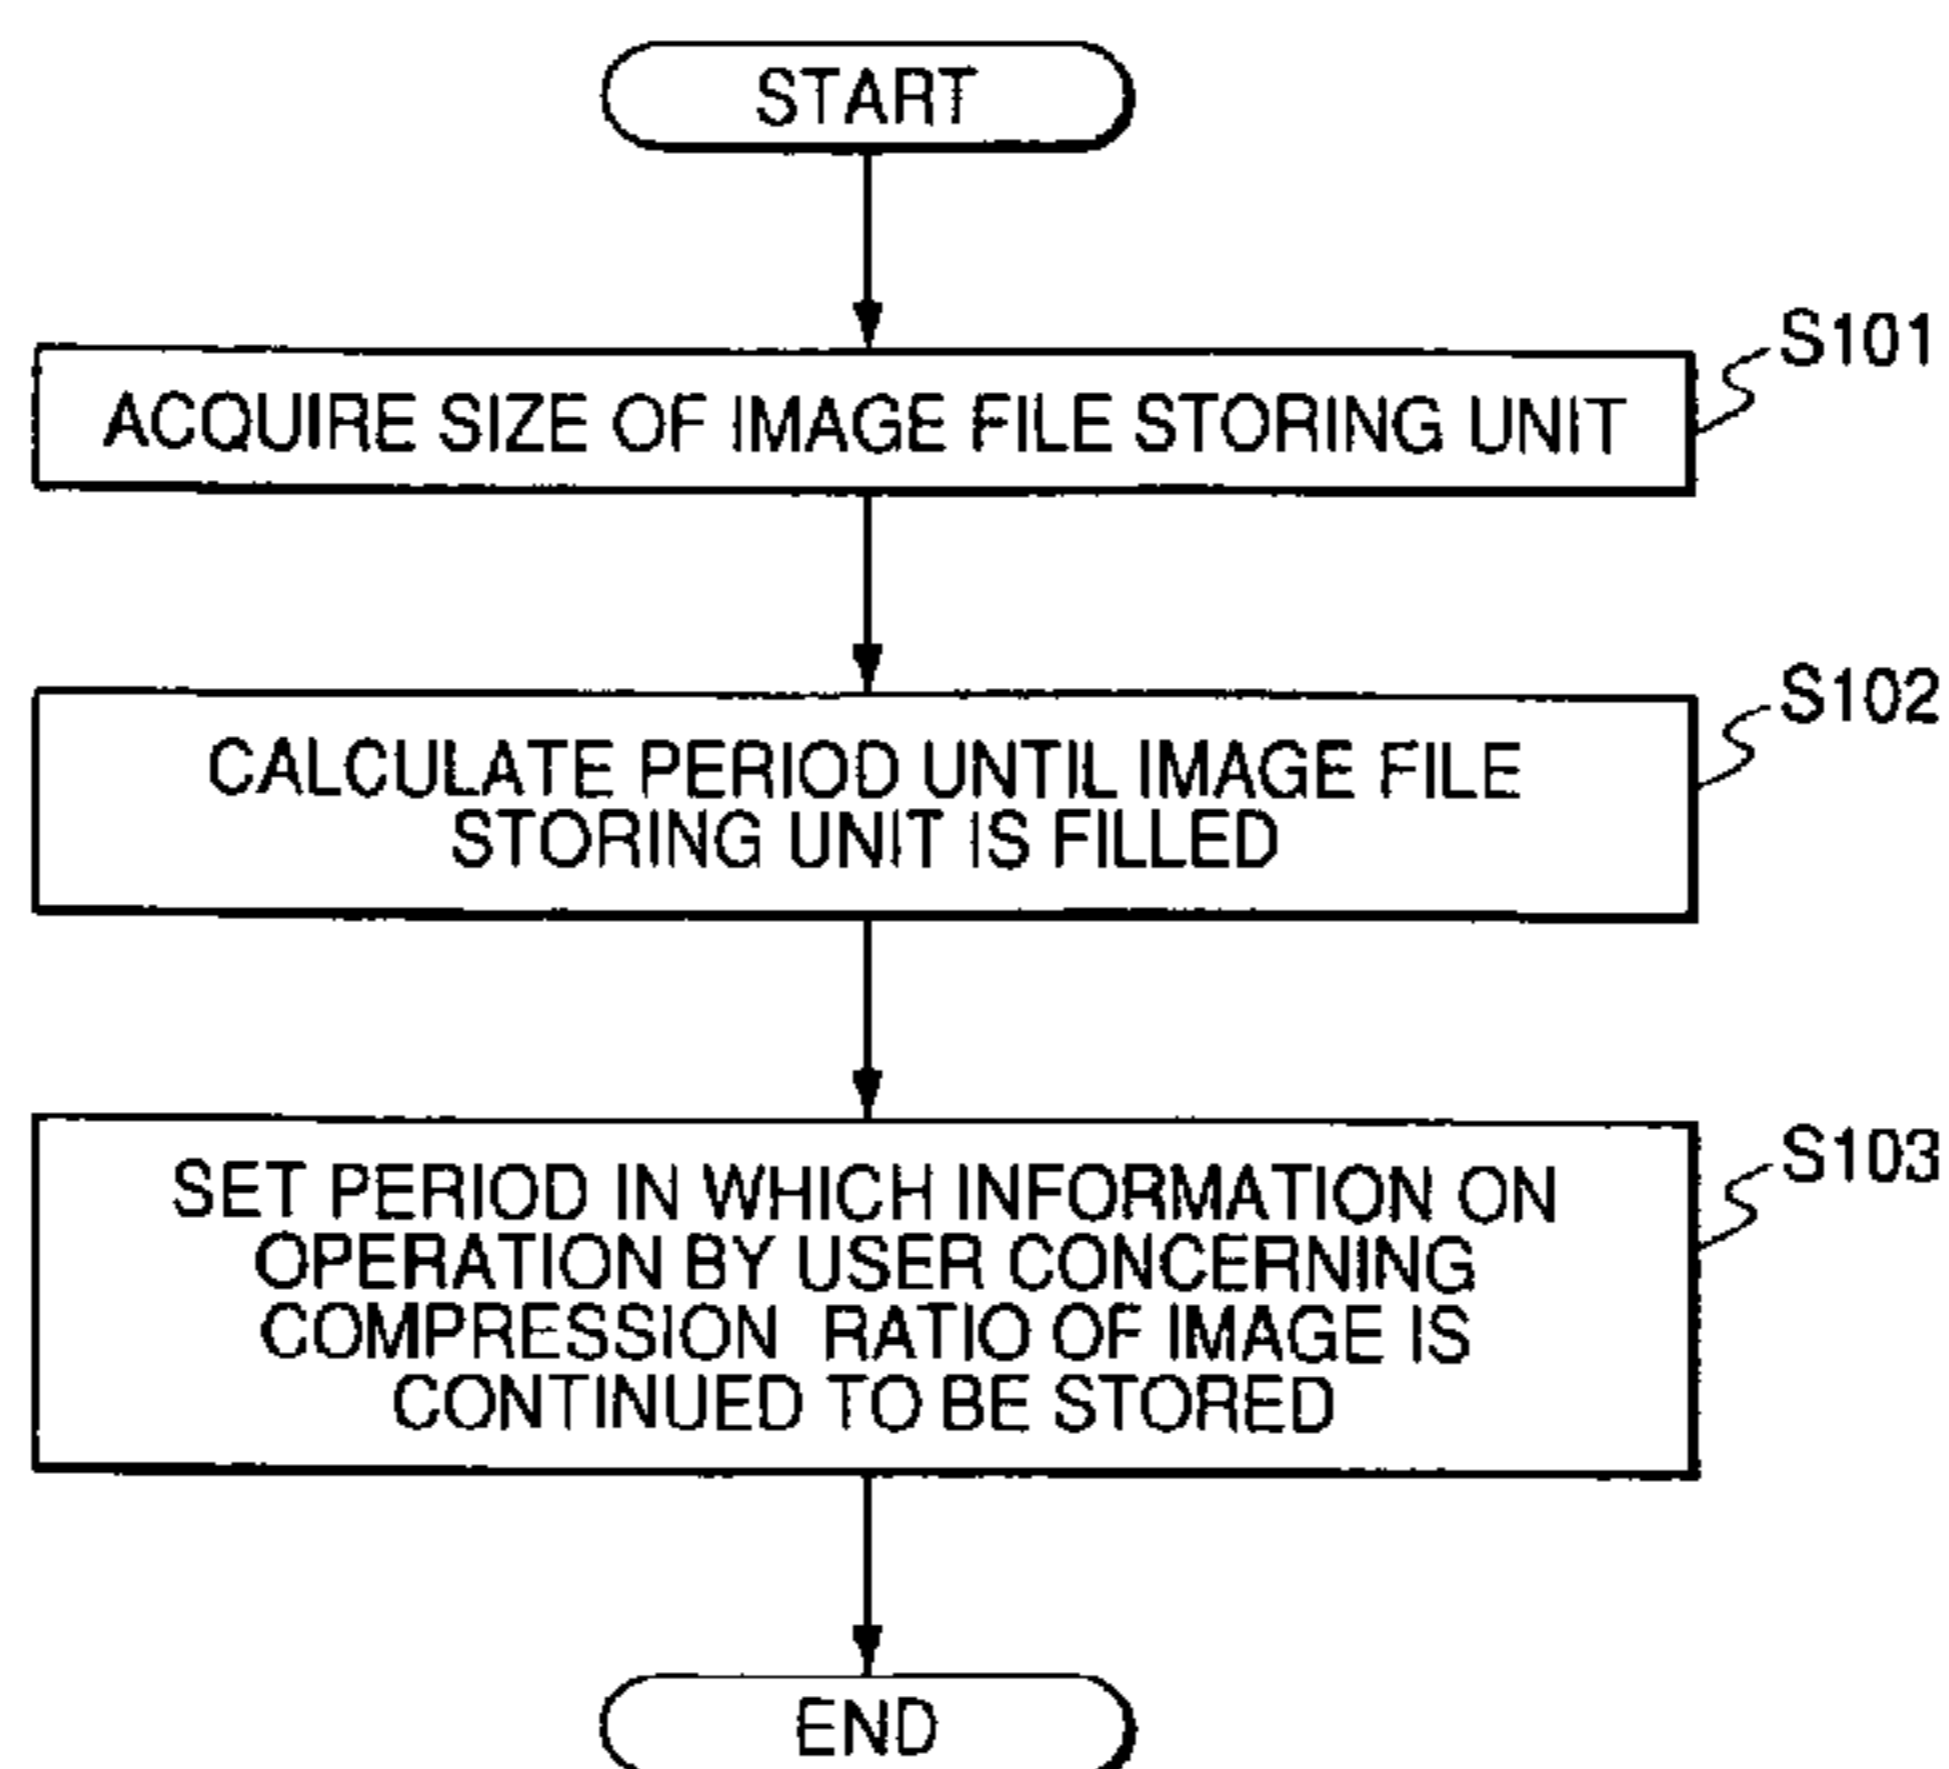 START
S101
ACQUIRE SIZE OF IMAGE FILE STORING UNIT
S102
CALCULATE PERIOD UNTIL IMAGE FILE
STORING UNIT IS FILLED
S103
SET PERIOD IN WHICH INFORMATION ON
OPERATION BY USER CONCERNING
COMPRESSION RATIO OF IMAGE IS
CONTINUED TO BE STORED
END